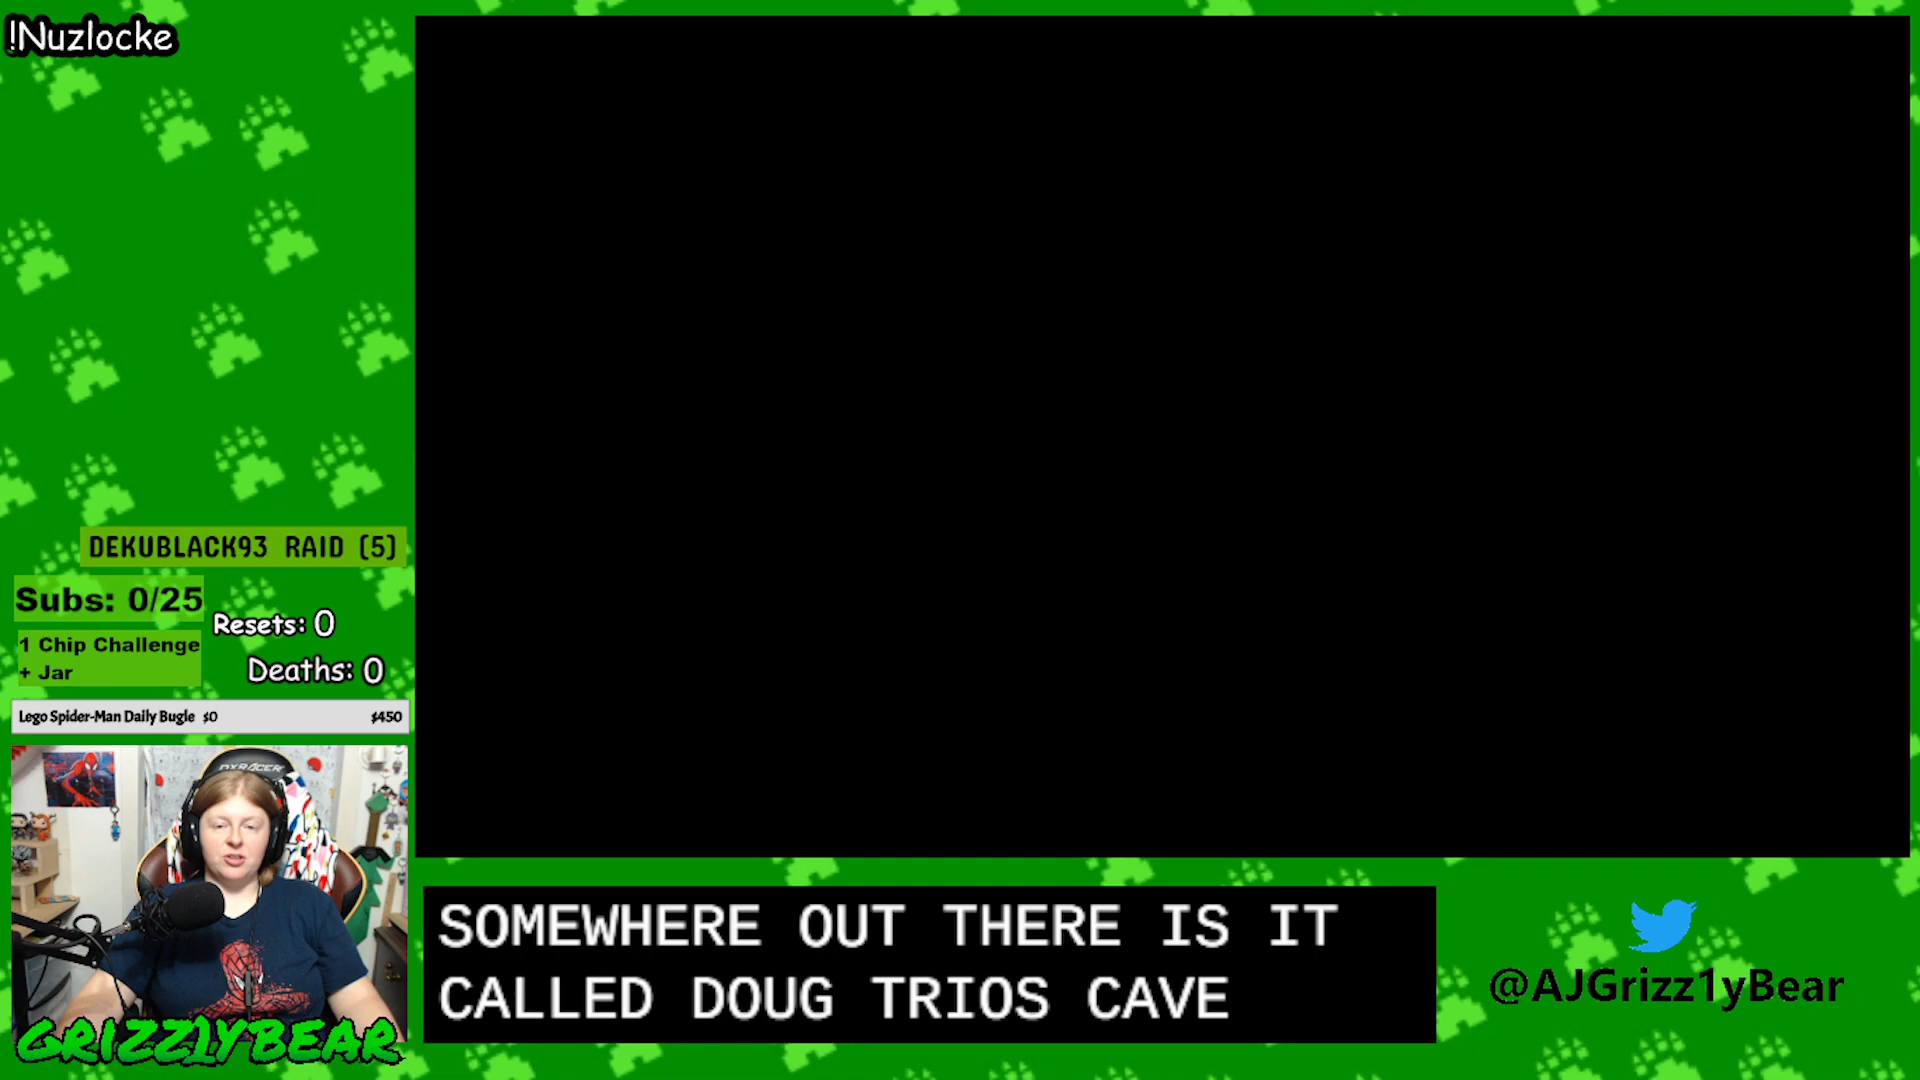 !Nuzlocke
DEKUBLACK93 RAID (5)
Subs: 0/25
Resets: 0
1 Chip Challenge
+ Jar
Deaths: 0
Lego Spider-Man Daily Bugle $0 $450
DXRACER
GRIZZ1YBEAR
SOMEWHERE OUT THERE IS IT
CALLED DOUG TRIOS CAVE
@AJGrizz1yBear